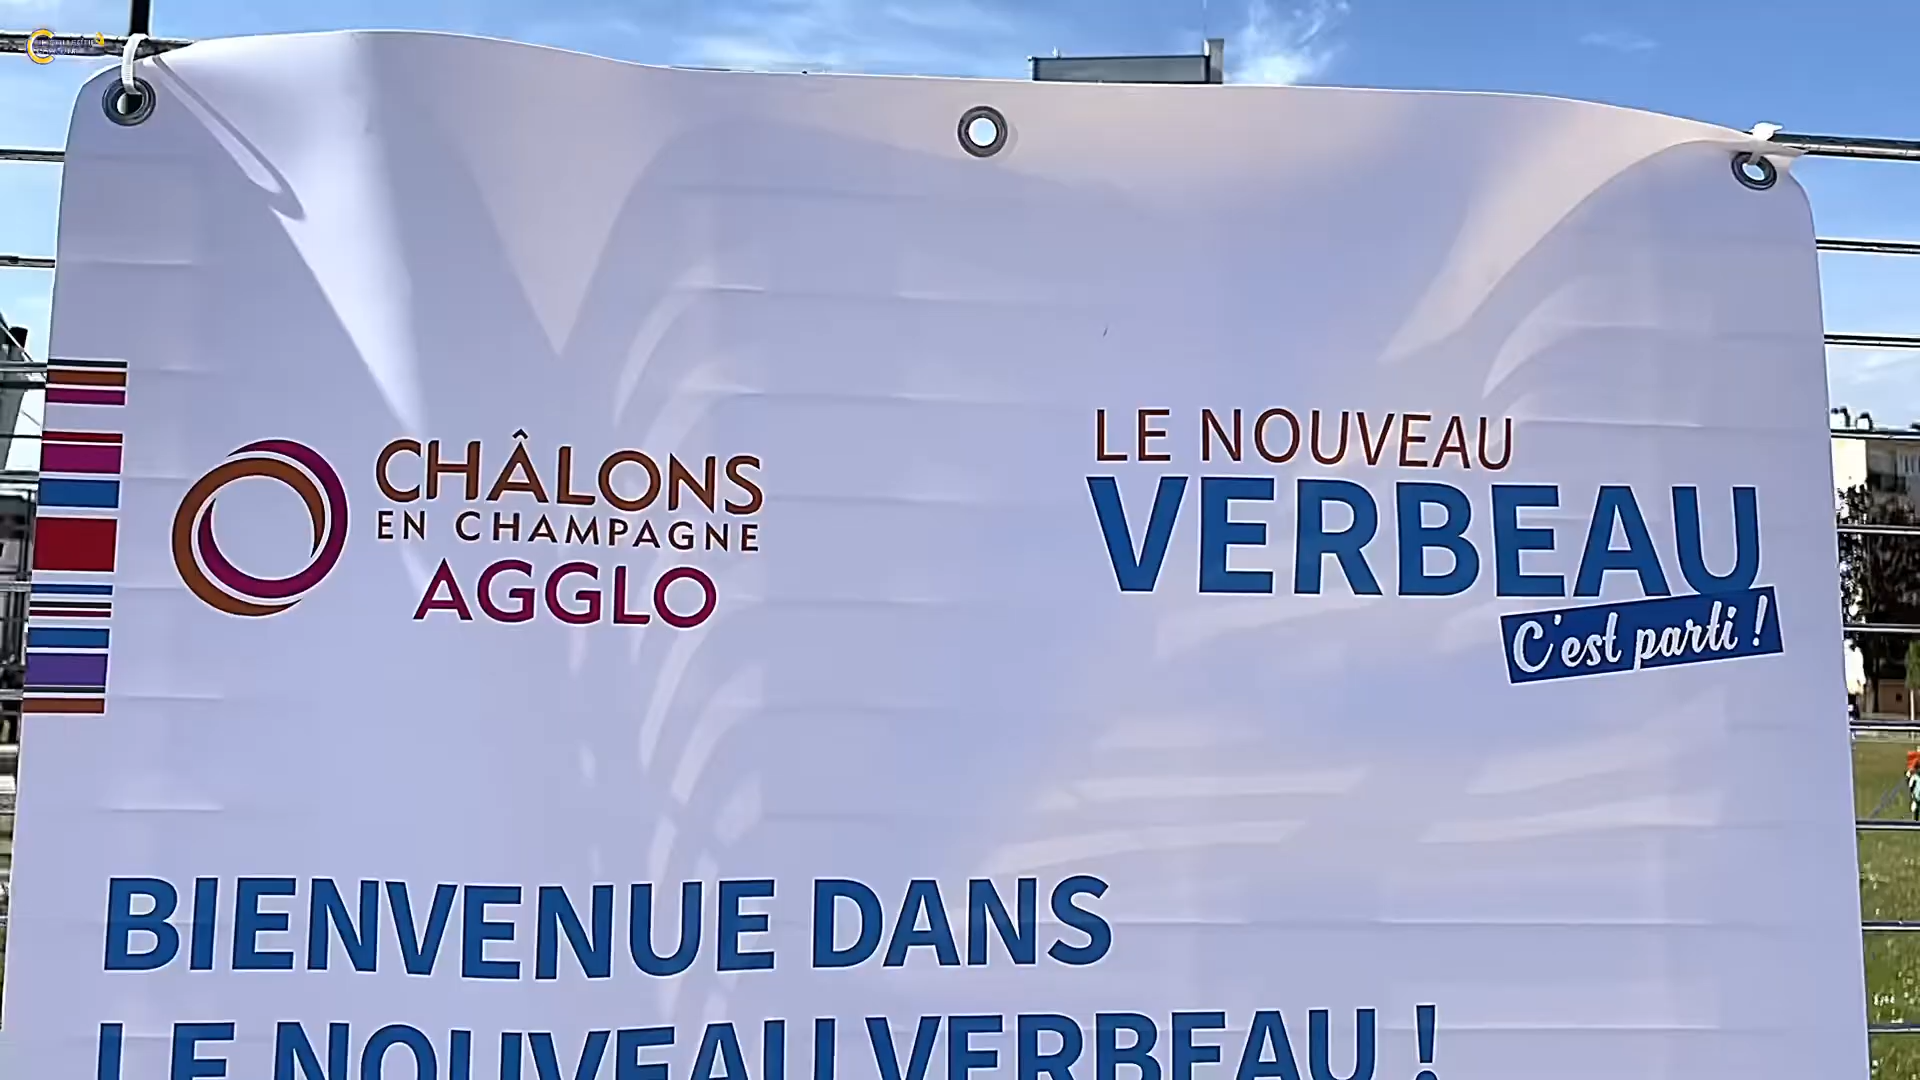 CHÂLONS
EN CHAMPAGNE
AGGLO
LE NOUVEAU
VERBEAU
C'est parti !
BIENVENUE DANS
LE NOUVEAU VERBEAU !